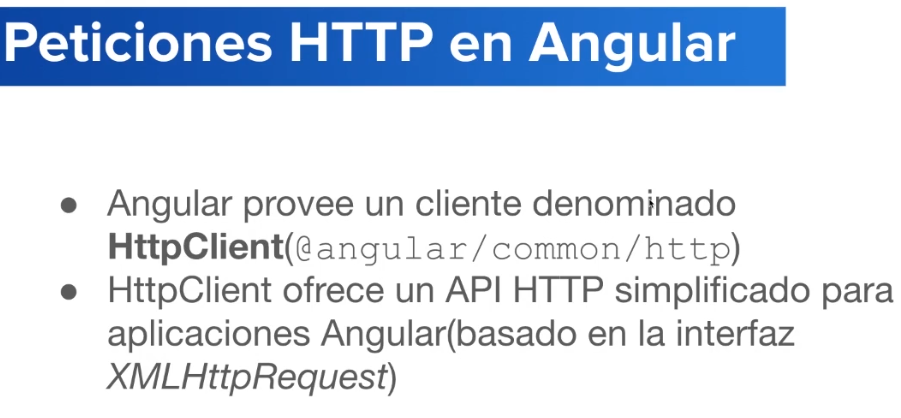 Peticiones HTTP en Angular
● Angular provee un cliente denominado
HttpClient(@angular/common/http)
● HttpClient ofrece un API HTTP simplificado para
aplicaciones Angular(basado en la interfaz
XMLHttpRequest)